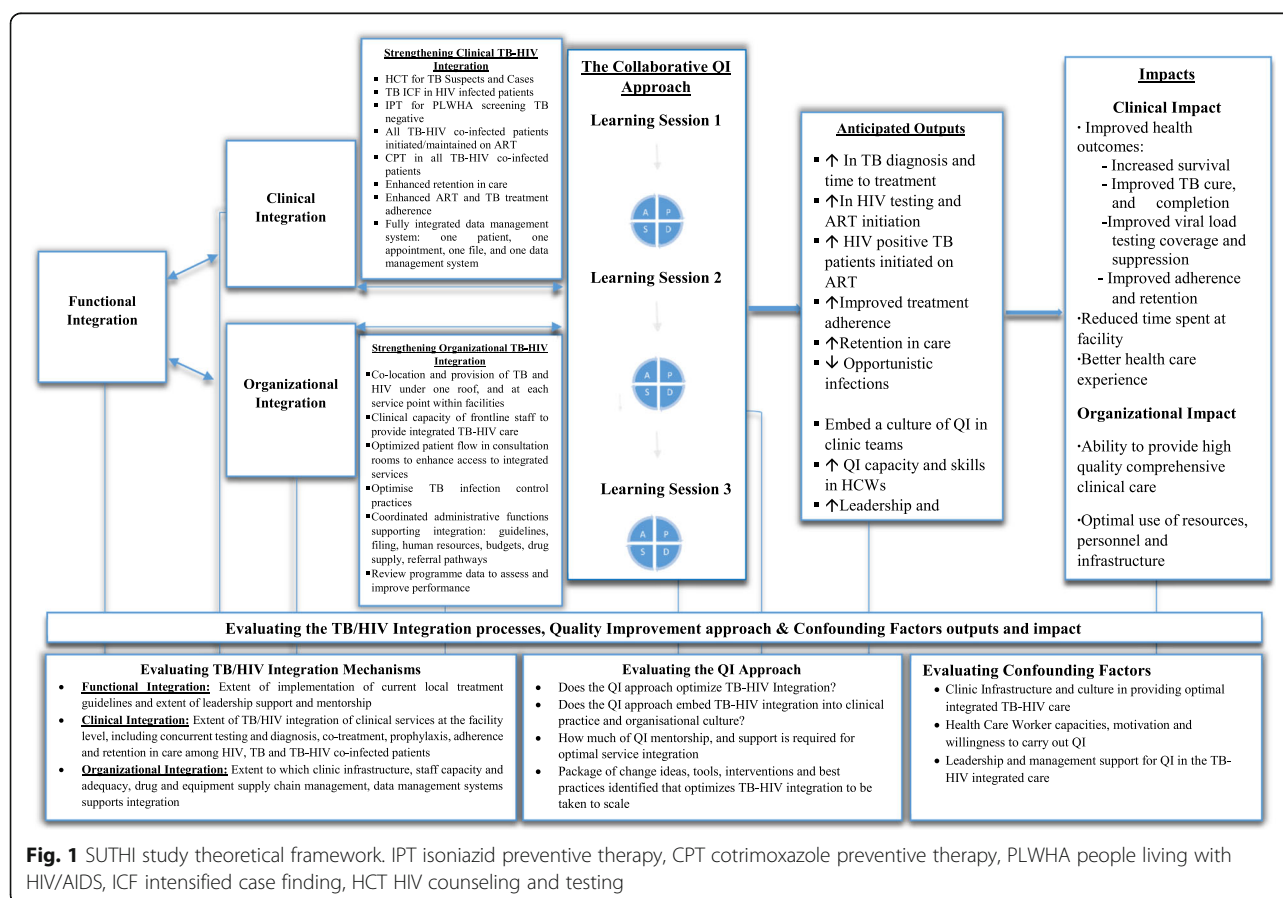 Strengthening Clinical TB-HIV
Integration
▪ HCT for TB Suspects and Cases
▪ TB ICF in HIV infected patients
▪ IPT for PLWHA screening TB
negative
▪ All TB-HIV co-infected patients
initiated/maintained on ART
▪ CPT in all TB-HIV co-infected
patients
▪ Enhanced retention in care
▪ Enhanced ART and TB treatment
adherence
▪ Fully integrated data management
system: one patient, one
appointment, one file, and one data
management system
Clinical
Integration
Functional
Integration
Organizational
Integration
Strengthening Organizational TB-HIV
Integration
▪Co-location and provision of TB and
HIV under one roof, and at each
service point within facilities
▪Clinical capacity of frontline staff to
provide integrated TB-HIV care
▪Optimized patient flow in consultation
rooms to enhance access to integrated
services
▪Optimise TB infection control
practices
▪Coordinated administrative functions
supporting integration: guidelines,
filing, human resources, budgets, drug
supply, referral pathways
▪Review programme data to assess and
improve performance
The Collaborative QI
Approach
Learning Session 1
A P
S D
Learning Session 2
A P
S D
Learning Session 3
A P
S D
Anticipated Outputs
▪ ↑ In TB diagnosis and
time to treatment
▪ ↑In HIV testing and
ART initiation
▪ ↑ HIV positive TB
patients initiated on
ART
▪ ↑Improved treatment
adherence
▪ ↑Retention in care
▪ ↓ Opportunistic
infections
Embed a culture of QI in
clinic teams
▪ ↑ QI capacity and skills
in HCWs
▪ ↑Leadership and
Impacts
Clinical Impact
· Improved health
outcomes:
- Increased survival
- Improved TB cure,
and completion
-Improved viral load
testing coverage and
suppression
- Improved adherence
and retention
·Reduced time spent at
facility
·Better health care
experience
Organizational Impact
·Ability to provide high
quality comprehensive
clinical care
·Optimal use of resources,
personnel and
infrastructure
Evaluating the TB/HIV Integration processes, Quality Improvement approach & Confounding Factors outputs and impact
Evaluating TB/HIV Integration Mechanisms
• Functional Integration: Extent of implementation of current local treatment
guidelines and extent of leadership support and mentorship
• Clinical Integration: Extent of TB/HIV integration of clinical services at the facility
level, including concurrent testing and diagnosis, co-treatment, prophylaxis, adherence
and retention in care among HIV, TB and TB-HIV co-infected patients
• Organizational Integration: Extent to which clinic infrastructure, staff capacity and
adequacy, drug and equipment supply chain management, data management systems
supports integration
Evaluating the QI Approach
• Does the QI approach optimize TB-HIV Integration?
• Does the QI approach embed TB-HIV integration into clinical
practice and organisational culture?
• How much of QI mentorship, and support is required for
optimal service integration
• Package of change ideas, tools, interventions and best
practices identified that optimizes TB-HIV integration to be
taken to scale
Evaluating Confounding Factors
• Clinic Infrastructure and culture in providing optimal
integrated TB-HIV care
• Health Care Worker capacities, motivation and
willingness to carry out QI
• Leadership and management support for QI in the TB-
HIV integrated care
Fig. 1 SUTHI study theoretical framework. IPT isoniazid preventive therapy, CPT cotrimoxazole preventive therapy, PLWHA people living with
HIV/AIDS, ICF intensified case finding, HCT HIV counseling and testing